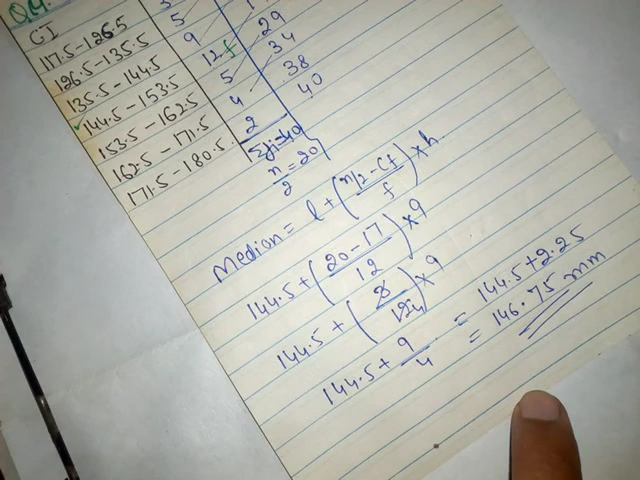 Q4.
CI
117.5-126.5 3
126.5-135.5 5
135.5-144.5 9
✓144.5-153.5 12f 29
153.5-162.5 5 34
162.5-171.5 4 38
171.5-180.5 2 40
Σfi=40
n/2=20
Median = l + (n/2-Cf/f) × h
144.5 + (20-17/12) × 9
144.5 + (3/12 4) × 9
144.5 + 9/4 = 144.5+2.25
= 146.75 mm